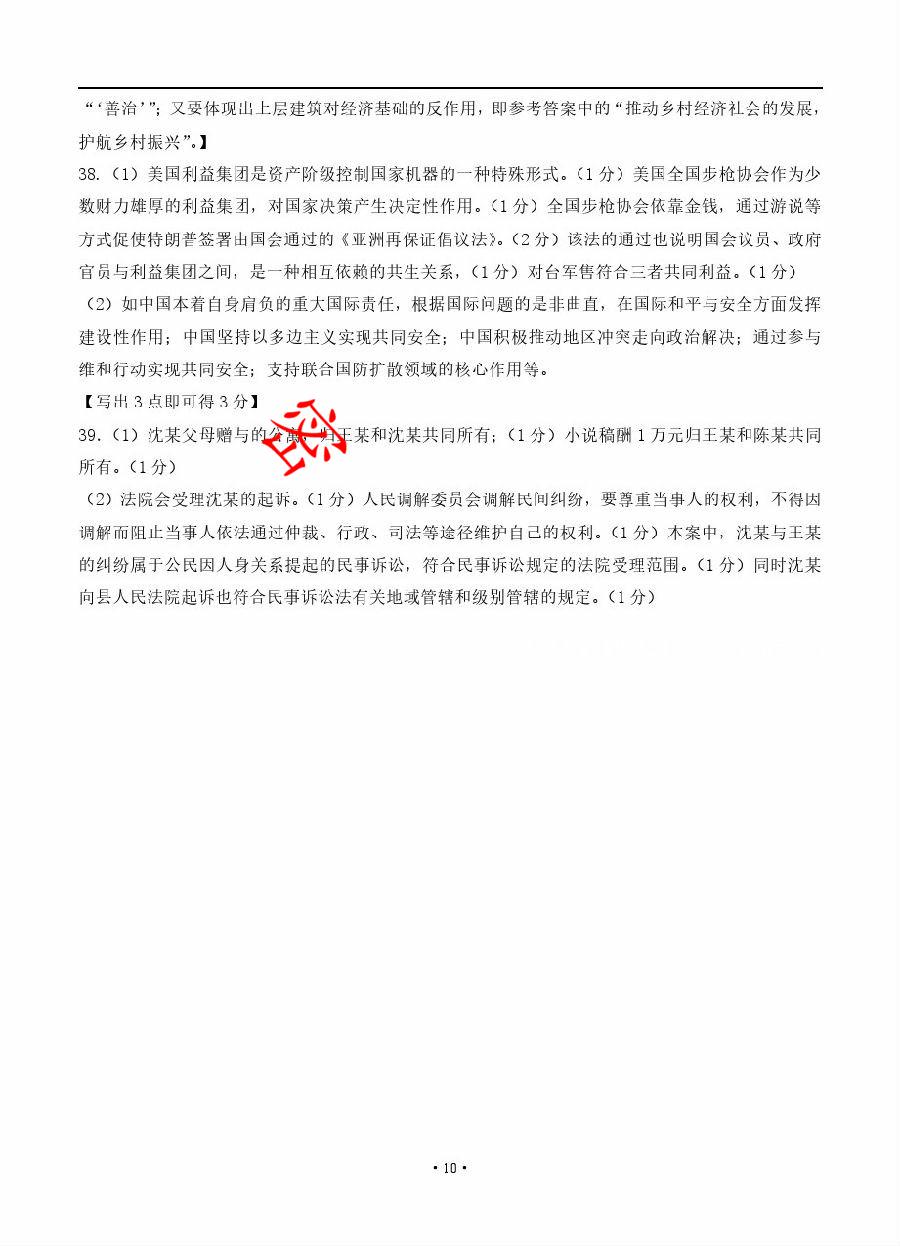 “‘善治’”；又要体现出上层建筑对经济基础的反作用，即参考答案中的“推动乡村经济社会的发展，
护航乡村振兴”。】
38.（1）美国利益集团是资产阶级控制国家机器的一种特殊形式。（1分）美国全国步枪协会作为少
数财力雄厚的利益集团，对国家决策产生决定性作用。（1分）全国步枪协会依靠金钱，通过游说等
方式促使特朗普签署由国会通过的《亚洲再保证倡议法》。（2分）该法的通过也说明国会议员、政府
官员与利益集团之间，是一种相互依赖的共生关系，（1分）对台军售符合三者共同利益。（1分）
（2）如中国本着自身肩负的重大国际责任，根据国际问题的是非曲直，在国际和平与安全方面发挥
建设性作用；中国坚持以多边主义实现共同安全；中国积极推动地区冲突走向政治解决；通过参与
维和行动实现共同安全；支持联合国防扩散领域的核心作用等。
【写出3点即可得3分】
39.（1）沈某父母赠与的公寓，归王某和沈某共同所有；（1分）小说稿酬1万元归王某和陈某共同
所有。（1分）
密
（2）法院会受理沈某的起诉。（1分）人民调解委员会调解民间纠纷，要尊重当事人的权利，不得因
调解而阻止当事人依法通过仲裁、行政、司法等途径维护自己的权利。（1分）本案中，沈某与王某
的纠纷属于公民因人身关系提起的民事诉讼，符合民事诉讼规定的法院受理范围。（1分）同时沈某
向县人民法院起诉也符合民事诉讼法有关地域管辖和级别管辖的规定。（1分）
·10·